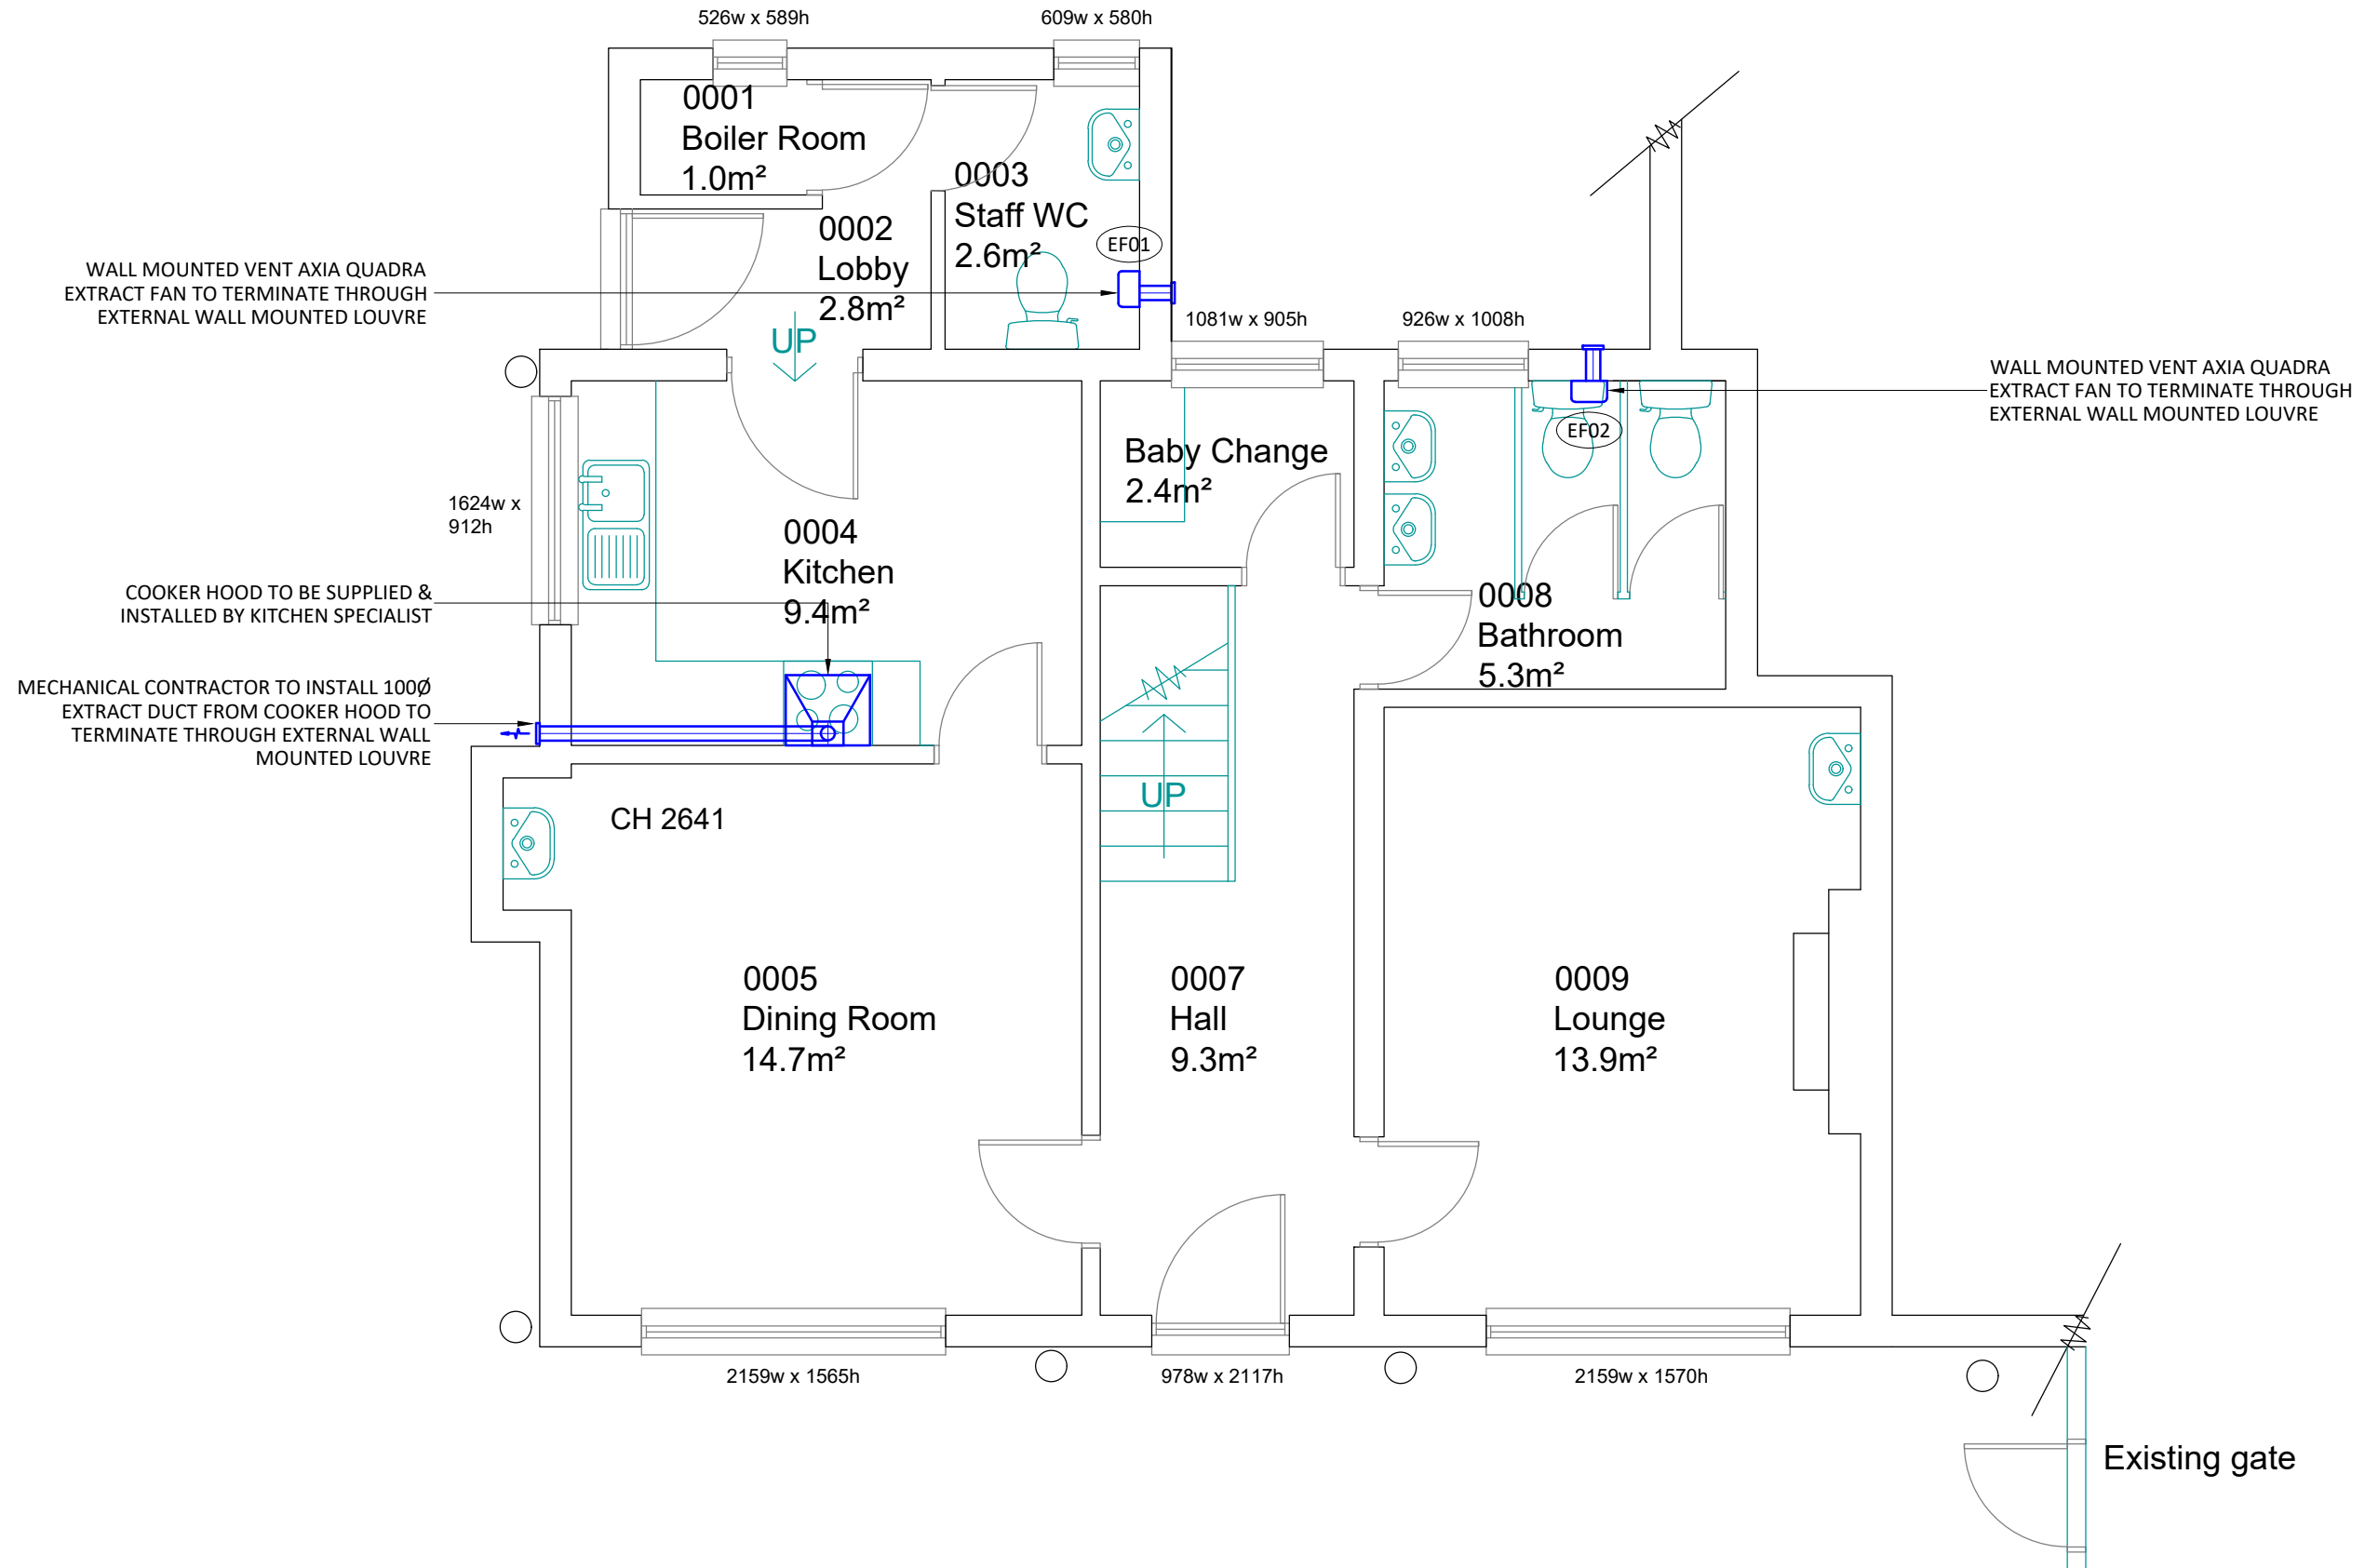 526w x 589h
609w x 580h
0001
Boiler Room
1.0m²
0003
Staff WC
2.6m²
0002
Lobby
2.8m²
EF01
WALL MOUNTED VENT AXIA QUADRA
EXTRACT FAN TO TERMINATE THROUGH
EXTERNAL WALL MOUNTED LOUVRE
UP
1081w x 905h
926w x 1008h
WALL MOUNTED VENT AXIA QUADRA
EXTRACT FAN TO TERMINATE THROUGH
EXTERNAL WALL MOUNTED LOUVRE
EF02
Baby Change
2.4m²
1624w x
912h
0004
Kitchen
9.4m²
COOKER HOOD TO BE SUPPLIED &
INSTALLED BY KITCHEN SPECIALIST
0008
Bathroom
5.3m²
MECHANICAL CONTRACTOR TO INSTALL 100Ø
EXTRACT DUCT FROM COOKER HOOD TO
TERMINATE THROUGH EXTERNAL WALL
MOUNTED LOUVRE
UP
CH 2641
0005
Dining Room
14.7m²
0007
Hall
9.3m²
0009
Lounge
13.9m²
2159w x 1565h
978w x 2117h
2159w x 1570h
Existing gate